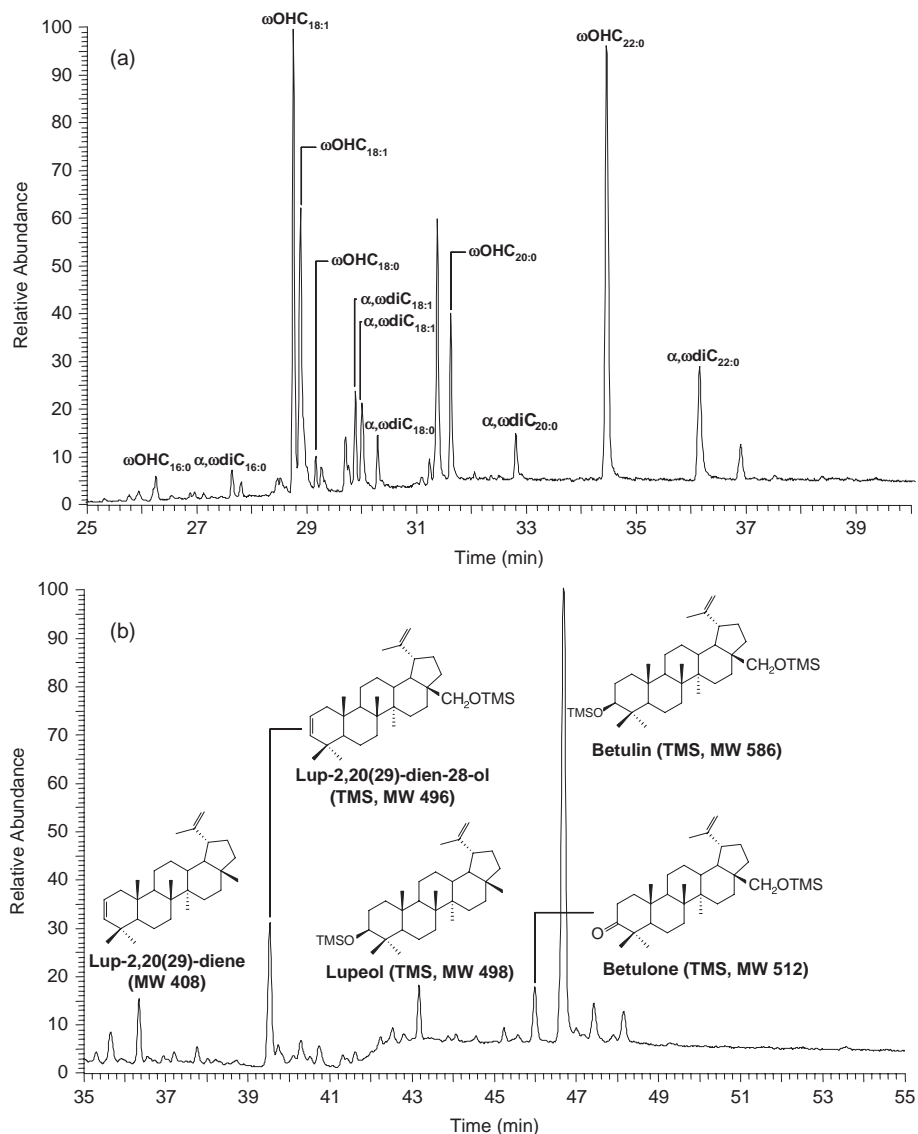 (a)
ωOHC18:1
ωOHC18:1
ωOHC18:0
α,ωdiC18:1
α,ωdiC18:1
ωOHC20:0
ωOHC22:0
α,ωdiC22:0
α,ωdiC18:0
α,ωdiC20:0
ωOHC16:0 α,ωdiC16:0
Relative Abundance
100
90
80
70
60
50
40
30
20
10
0
25 27 29 31 33 35 37 39
Time (min)
(b)
CH2OTMS
Lup-2,20(29)-dien-28-ol
(TMS, MW 496)
CH2OTMS
TMSO
Betulin (TMS, MW 586)
Lup-2,20(29)-diene
(MW 408)
TMSO
Lupeol (TMS, MW 498)
CH2OTMS
O
Betulone (TMS, MW 512)
Relative Abundance
100
90
80
70
60
50
40
30
20
10
0
35 37 39 41 43 45 47 49 51 53 55
Time (min)